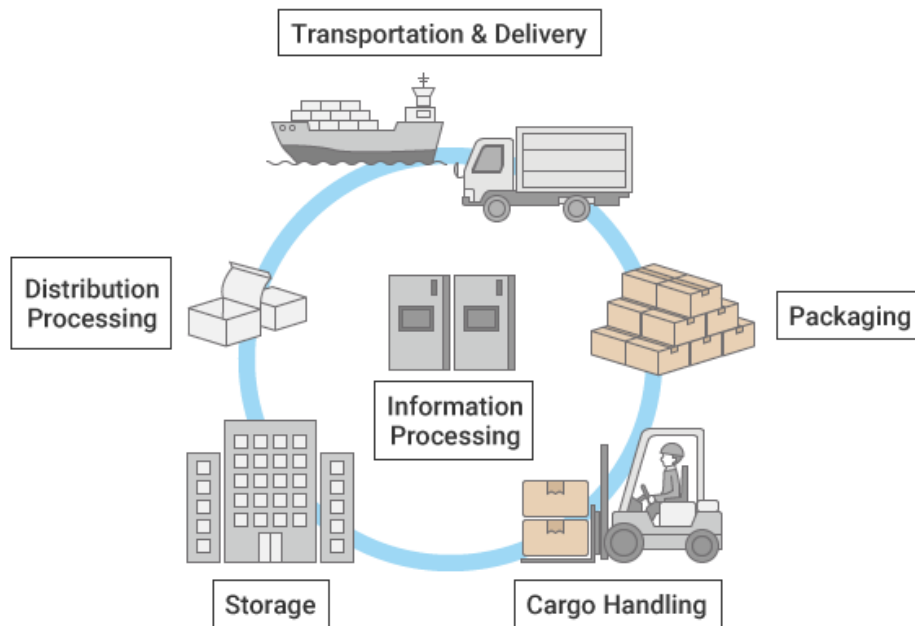 Transportation & Delivery
Distribution
Processing
Packaging
Information
Processing
Storage
Cargo Handling